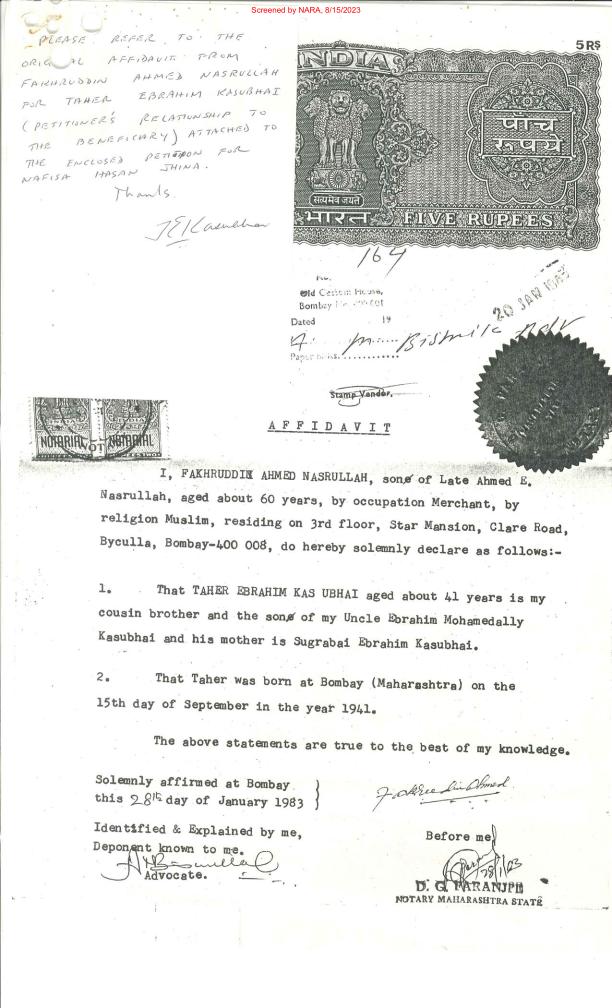 Screened by NARA, 8/15/2023
PLEASE REFER TO THE
ORIGINAL AFFIDAVIT FROM
FAKHRUDDIN AHMED NASRULLAH
FOR TAHER EBRAHIM KASUBHAI
(PETITIONER'S RELATIONSHIP TO
THE BENEFICIARY) ATTACHED TO
THE ENCLOSED PETITION FOR
NAFISA HASAN JHINA.
Thanks
TEKasubhai
5 RS
INDIA
पाँच
रूपये
सत्यमेव जयते
भारत FIVE RUPEES
164
Old Custom House,
Bombay
20 JAN 1983
Dated 19
Stamp Vendor.
NOTARIAL NOTARIAL
AFFIDAVIT
I, FAKHRUDDIN AHMED NASRULLAH, son of Late Ahmed E.
Nasrullah, aged about 60 years, by occupation Merchant, by
religion Muslim, residing on 3rd floor, Star Mansion, Clare Road,
Byculla, Bombay-400 008, do hereby solemnly declare as follows:-
1. That TAHER EBRAHIM KAS UBHAI aged about 41 years is my
cousin brother and the son of my Uncle Ebrahim Mohamedally
Kasubhai and his mother is Sugrabai Ebrahim Kasubhai.
2. That Taher was born at Bombay (Maharashtra) on the
15th day of September in the year 1941.
The above statements are true to the best of my knowledge.
Solemnly affirmed at Bombay
this 28th day of January 1983
Fakhruddin Ahmed
Identified & Explained by me,
Deponent known to me.
Advocate.
Before me
28/1/83
D. G. PARANJPE
NOTARY MAHARASHTRA STATE